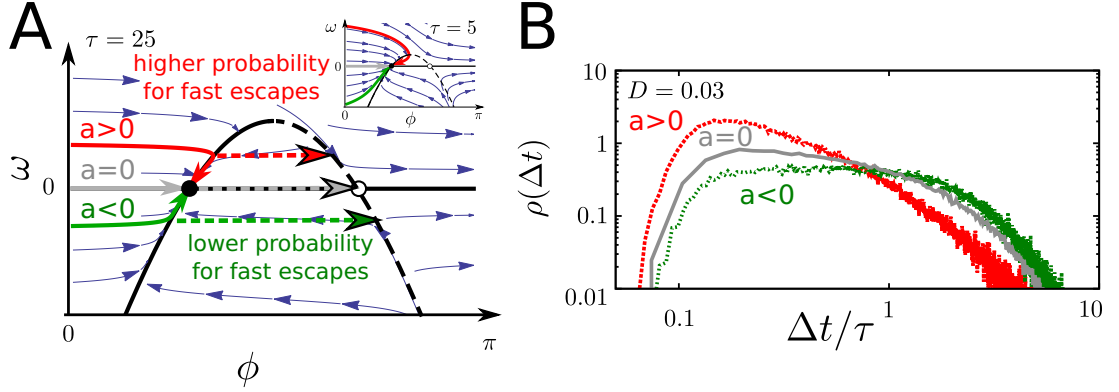 A
τ = 25
higher probability
for fast escapes
a>0
a=0
a<0
ω
0
lower probability
for fast escapes
0
π
ϕ
ω
τ = 5
0
ϕ
π
B
D = 0.03
a>0
a=0
a<0
ρ(Δt)
10
1
0.1
0.01
0.1
1
10
Δt/τ